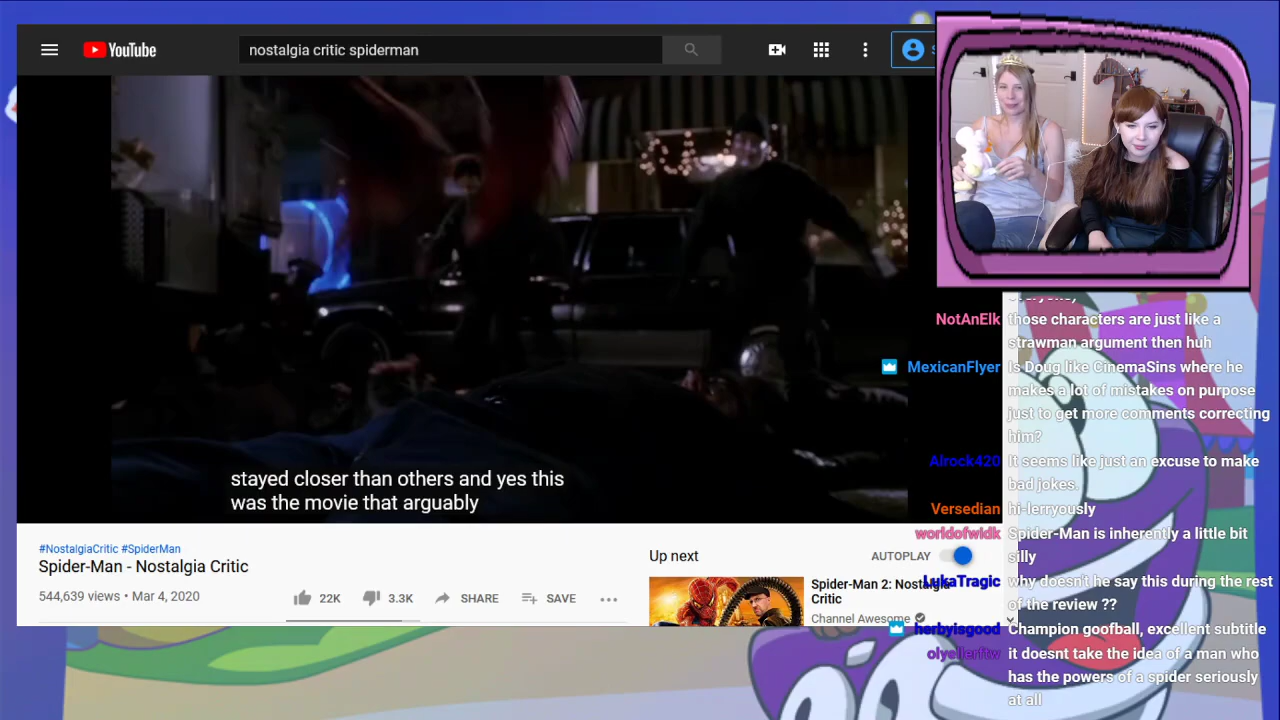 YouTube
nostalgia critic spiderman
stayed closer than others and yes this
was the movie that arguably
#NostalgiaCritic #SpiderMan
Spider-Man - Nostalgia Critic
544,639 views • Mar 4, 2020
22K
3.3K
SHARE
SAVE
Up next
AUTOPLAY
Spider-Man 2: Nostalgia
Critic
Channel Awesome
everyone,
NotAnElk those characters are just like a
strawman argument then huh
MexicanFlyer Is Doug like CinemaSins where he
makes a lot of mistakes on purpose
just to get more comments correcting
him?
Alrock420 It seems like just an excuse to make
bad jokes.
Versedian hi-lerryously
worldofwidk Spider-Man is inherently a little bit
silly
LukaTragic why doesn't he say this during the rest
of the review ??
herbyisgood Champion goofball, excellent subtitle
olyellerftw it doesnt take the idea of a man who
has the powers of a spider seriously
at all